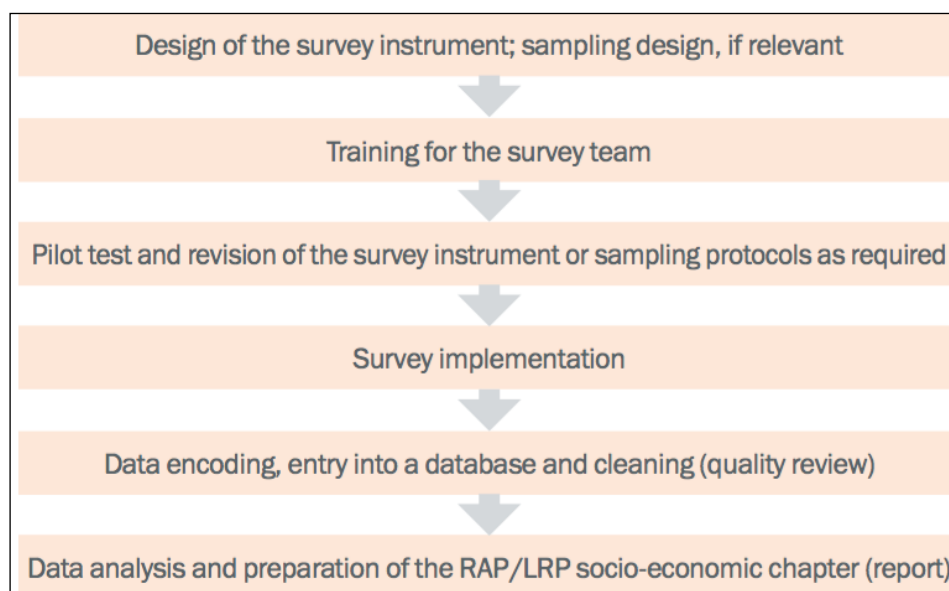 Design of the survey instrument; sampling design, if relevant
Training for the survey team
Pilot test and revision of the survey instrument or sampling protocols as required
Survey implementation
Data encoding, entry into a database and cleaning (quality review)
Data analysis and preparation of the RAP/LRP socio-economic chapter (report)